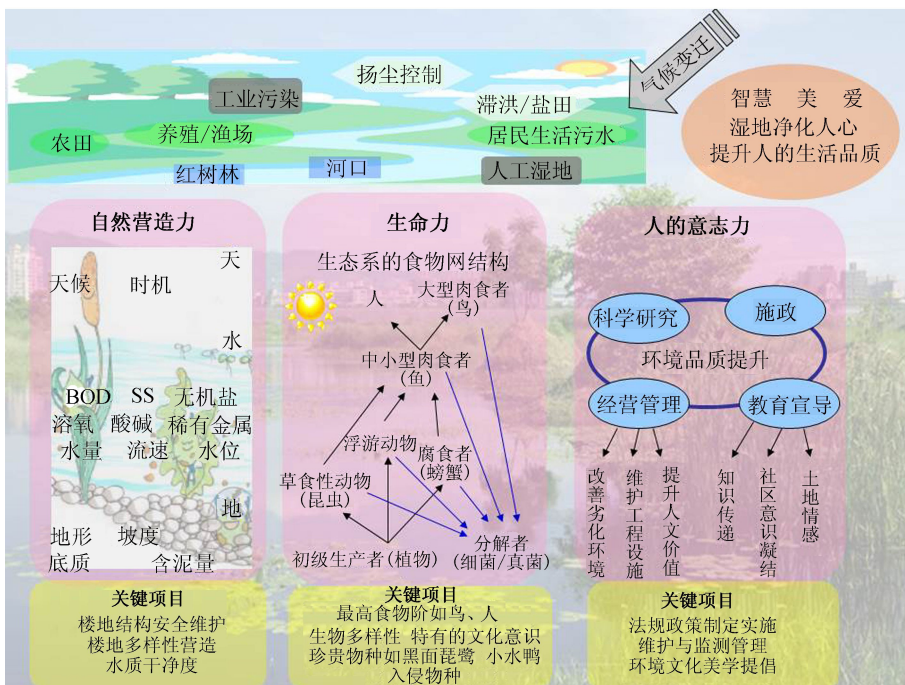 气候变迁
扬尘控制
工业污染
滞洪/盐田
农田
养殖/渔场
居民生活污水
红树林
河口
人工湿地
智慧 美 爱
湿地净化人心
提升人的生活品质
自然营造力
天
天候 时机
水
BOD SS 无机盐
溶氧 酸碱 稀有金属
水量 流速 水位
地
地形 坡度
底质 含泥量
关键项目
楼地结构安全维护
楼地多样性营造
水质干净度
生命力
生态系的食物网结构
人
大型肉食者
(鸟)
中小型肉食者
(鱼)
浮游动物
腐食者
(螃蟹)
草食性动物
(昆虫)
初级生产者(植物)
分解者
(细菌/真菌)
关键项目
最高食物阶如鸟、人
生物多样性 特有的文化意识
珍贵物种如黑面琵鹭 小水鸭
入侵物种
人的意志力
科学研究
施政
环境品质提升
经营管理
教育宣导
改善劣化环境
维护工程设施
提升人文价值
知识传递
社区意识凝结
土地情感
关键项目
法规政策制定实施
维护与监测管理
环境文化美学提倡